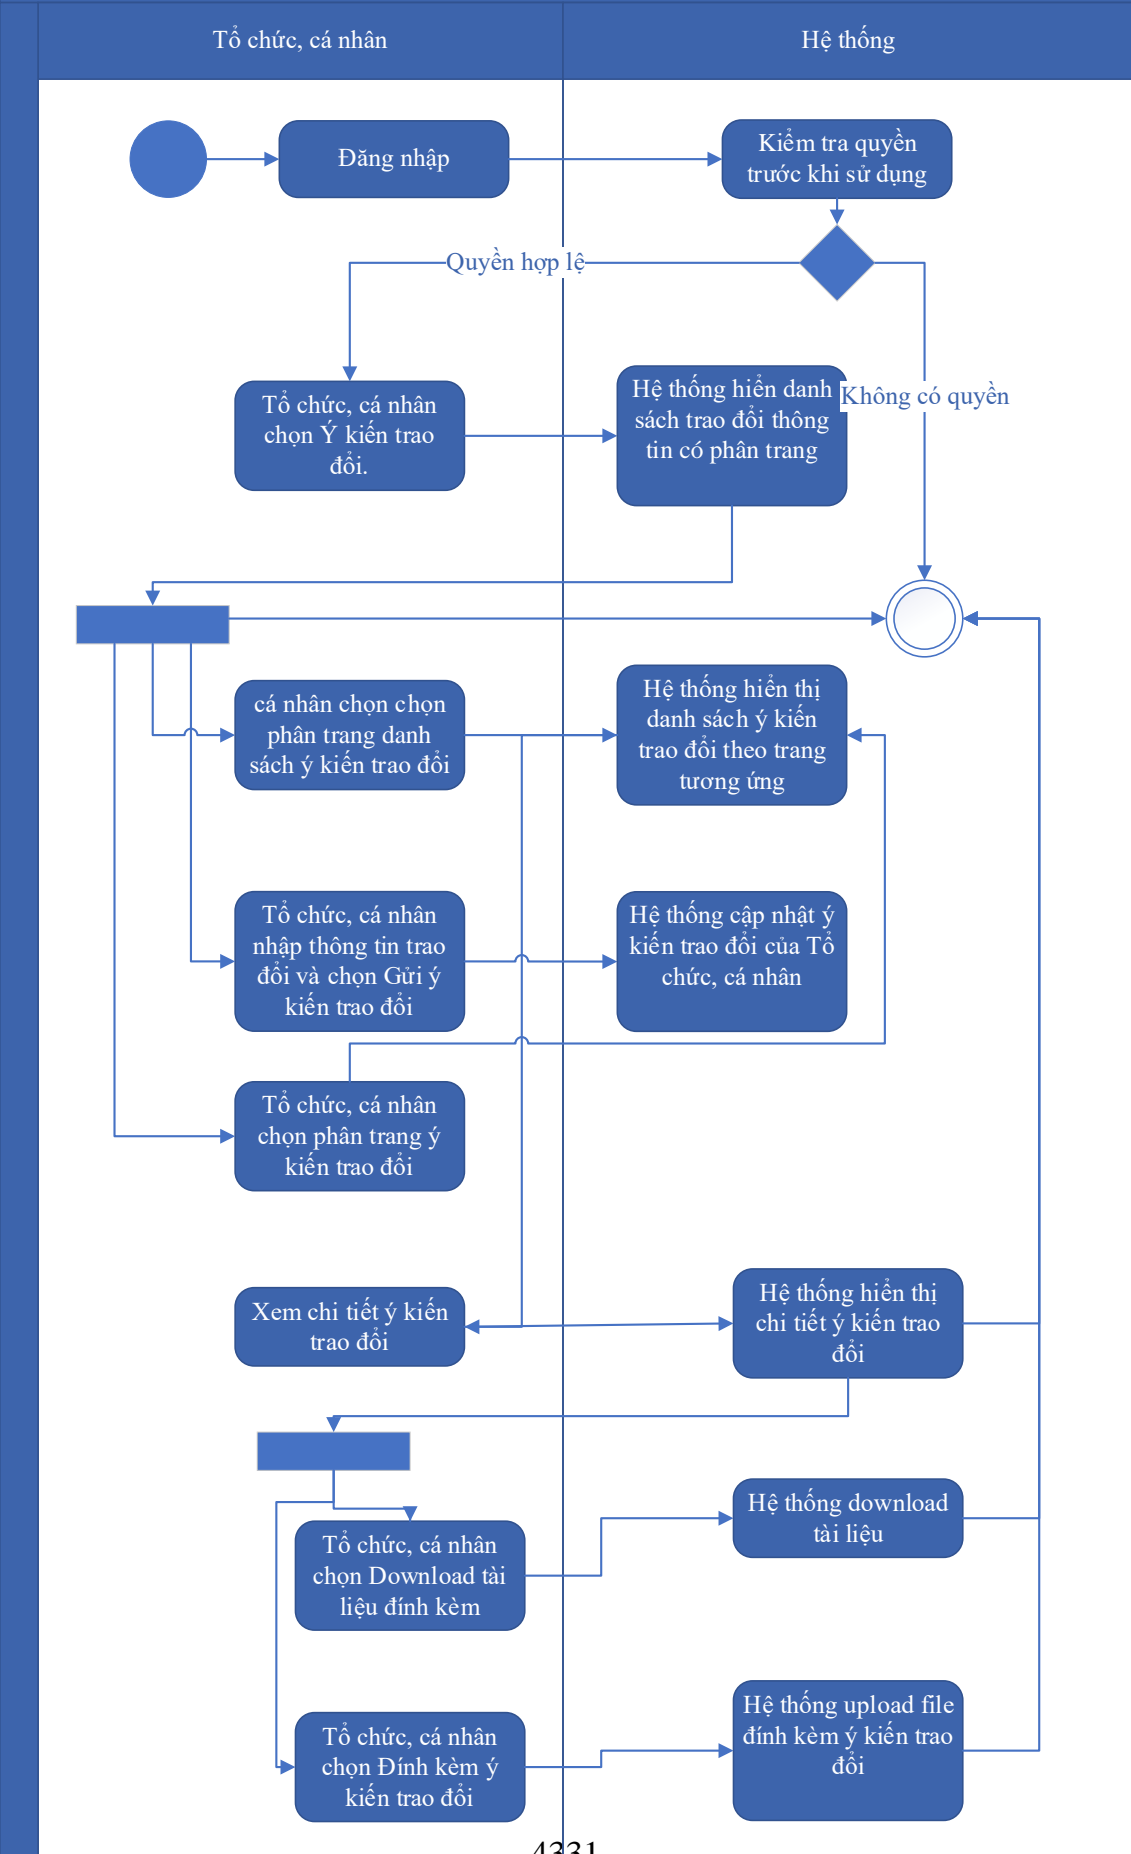 Tổ chức, cá nhân
Hệ thống
Đăng nhập
Kiểm tra quyền
trước khi sử dụng
Quyền hợp lệ
Không có quyền
Tổ chức, cá nhân
chọn Ý kiến trao
đổi.
Hệ thống hiển danh
sách trao đổi thông
tin có phân trang
cá nhân chọn chọn
phân trang danh
sách ý kiến trao đổi
Hệ thống hiển thị
danh sách ý kiến
trao đổi theo trang
tương ứng
Tổ chức, cá nhân
nhập thông tin trao
đổi và chọn Gửi ý
kiến trao đổi
Hệ thống cập nhật ý
kiến trao đổi của Tổ
chức, cá nhân
Tổ chức, cá nhân
chọn phân trang ý
kiến trao đổi
Xem chi tiết ý kiến
trao đổi
Hệ thống hiển thị
chi tiết ý kiến trao
đổi
Tổ chức, cá nhân
chọn Download tài
liệu đính kèm
Hệ thống download
tài liệu
Tổ chức, cá nhân
chọn Đính kèm ý
kiến trao đổi
Hệ thống upload file
đính kèm ý kiến trao
đổi
4331